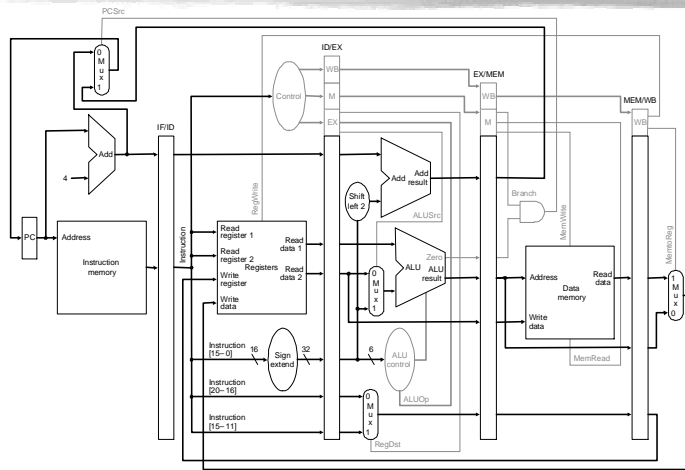 PCSrc
ID/EX
0
M
u
x
1
WB
EX/MEM
Control
M
WB
MEM/WB
EX
M
WB
IF/ID
Add
4
Add
Add
result
Branch
Shift
left 2
RegWrite
ALUSrc
MemWrite
MemtoReg
PC
Address
Instruction
memory
Instruction
Read
register 1
Read
register 2
Write
register
Write
data
Registers
Read
data 1
Read
data 2
0
M
u
x
1
Zero
ALU
ALU
result
Address
Read
data
Data
memory
Write
data
1
M
u
x
0
Instruction
[15–0]
16
Sign
extend
32
6
ALU
control
MemRead
Instruction
[20–16]
Instruction
[15–11]
ALUOp
0
M
u
x
1
RegDst